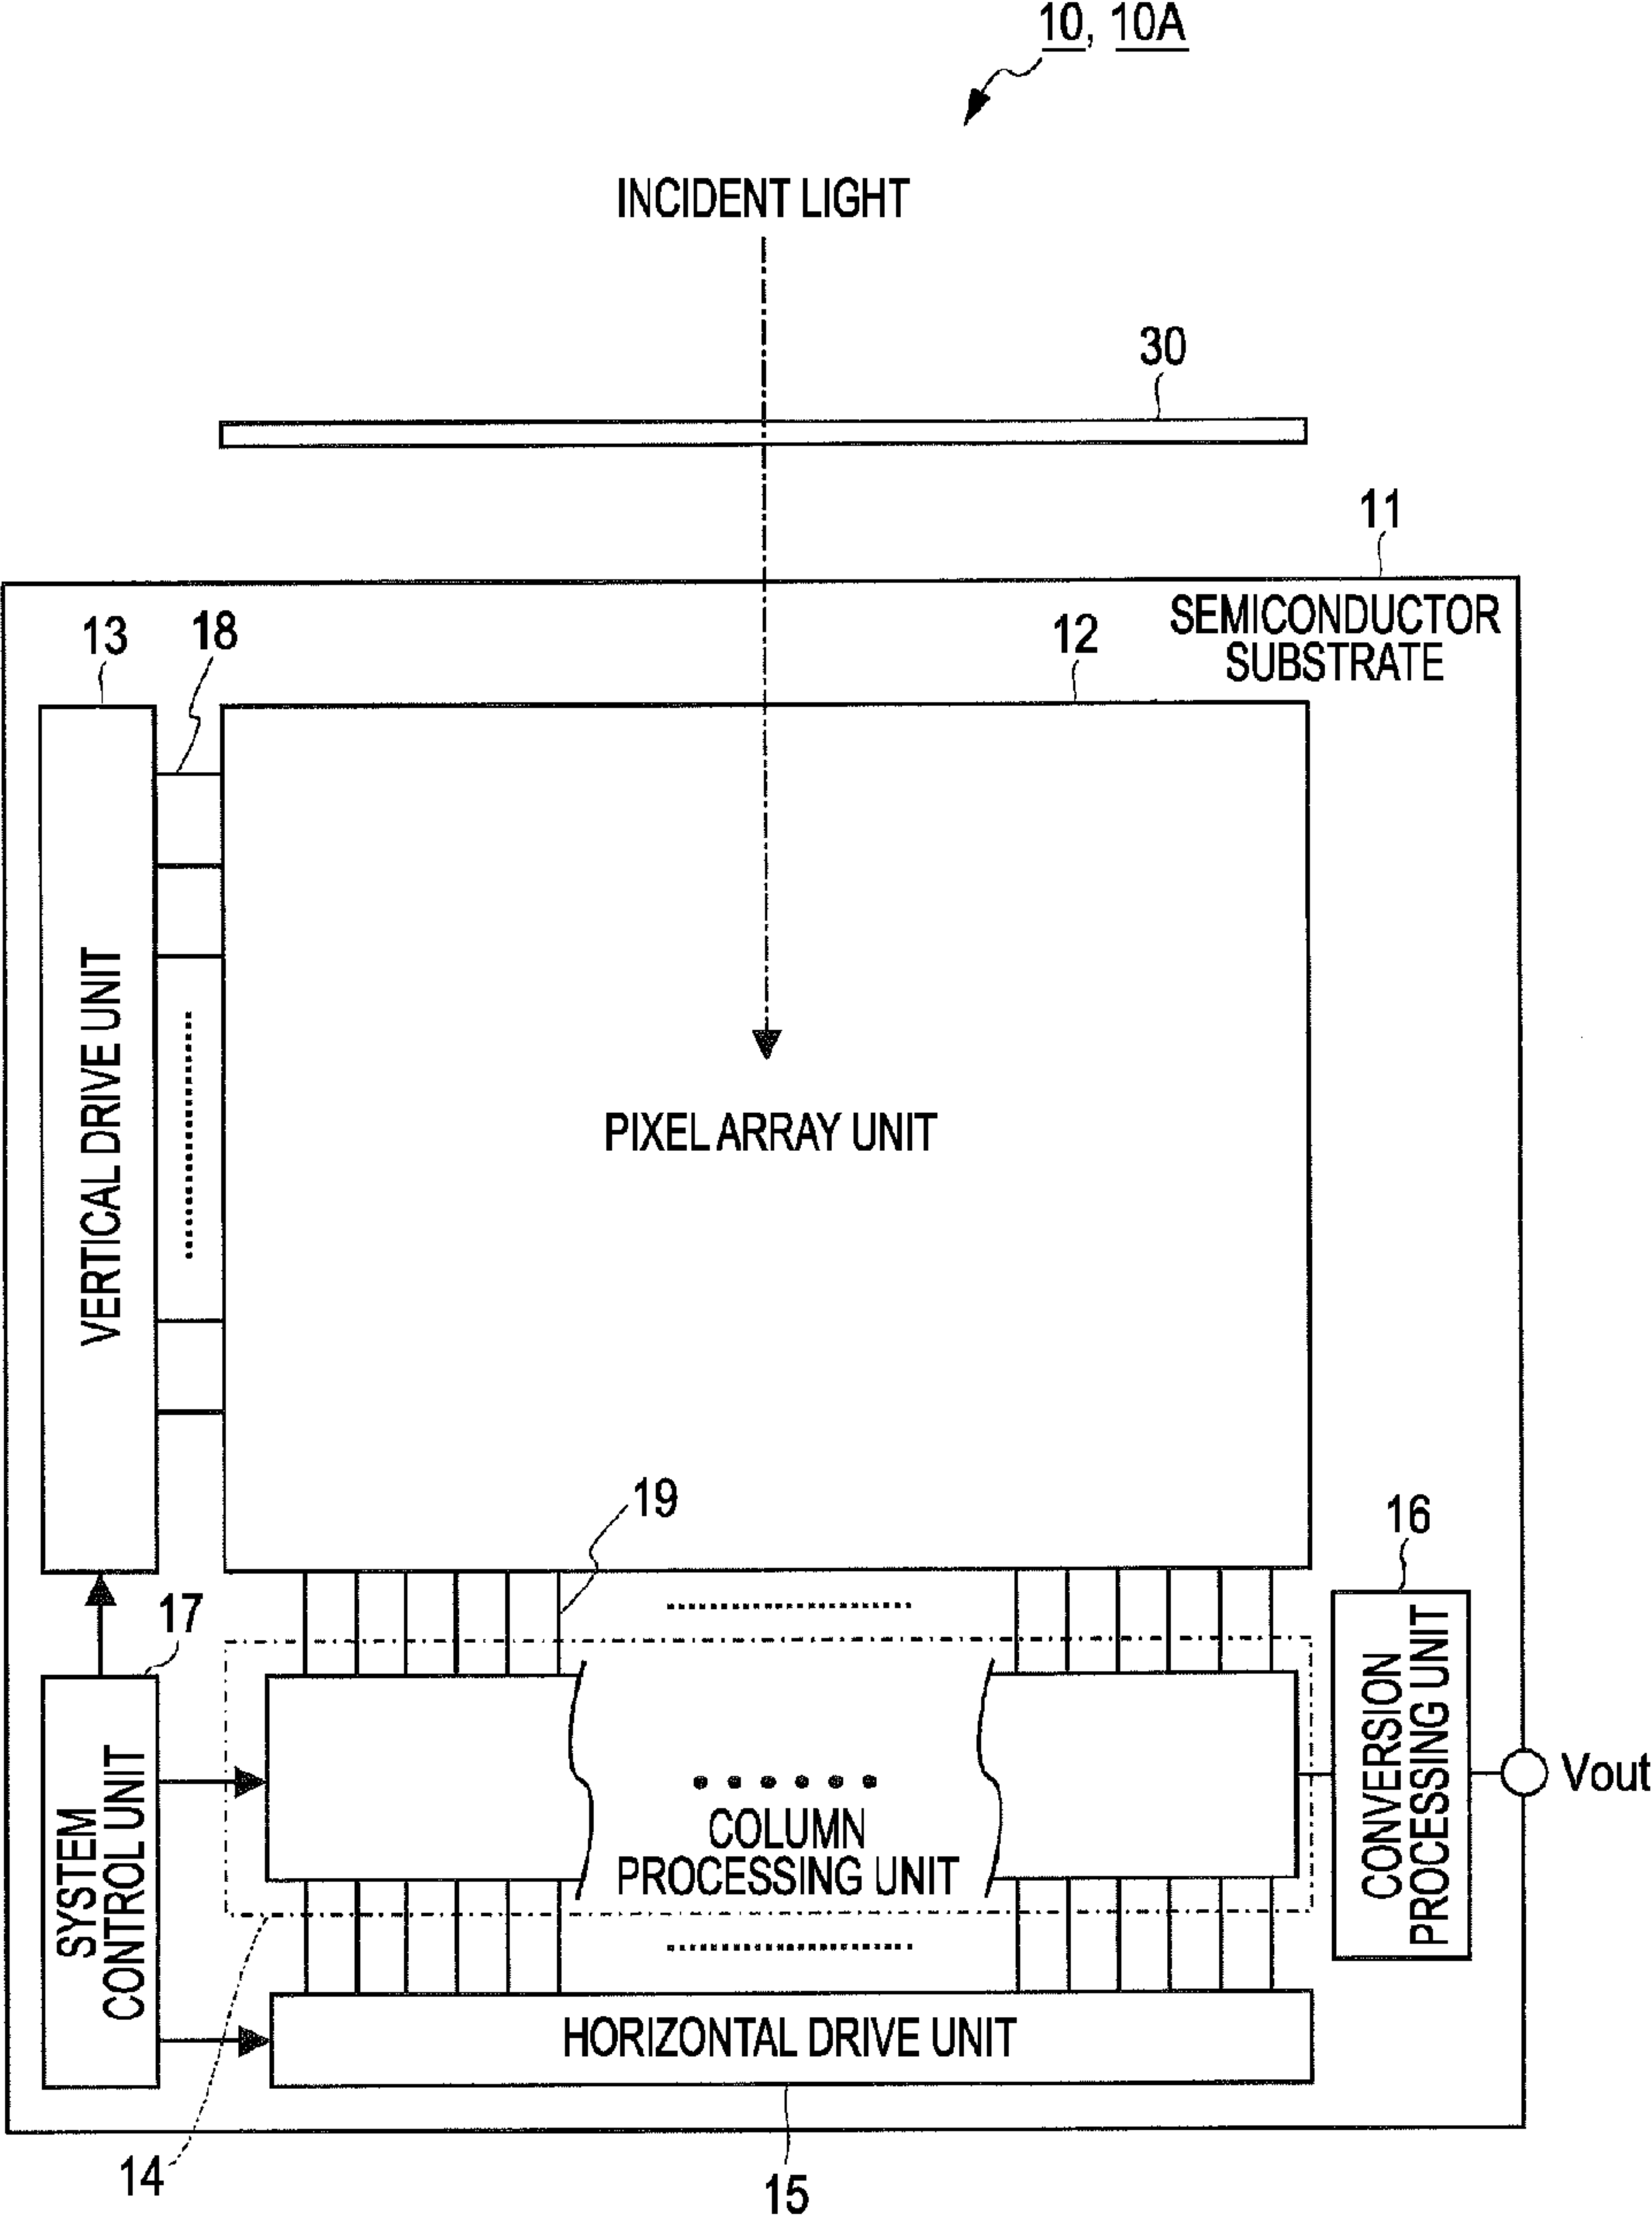 10, 10A
INCIDENT LIGHT
30
11
SEMICONDUCTOR
SUBSTRATE
13
18
12
VERTICAL DRIVE UNIT
PIXEL ARRAY UNIT
19
16
17
SYSTEM
CONTROL UNIT
COLUMN
PROCESSING UNIT
CONVERSION
PROCESSING UNIT
Vout
HORIZONTAL DRIVE UNIT
14
15